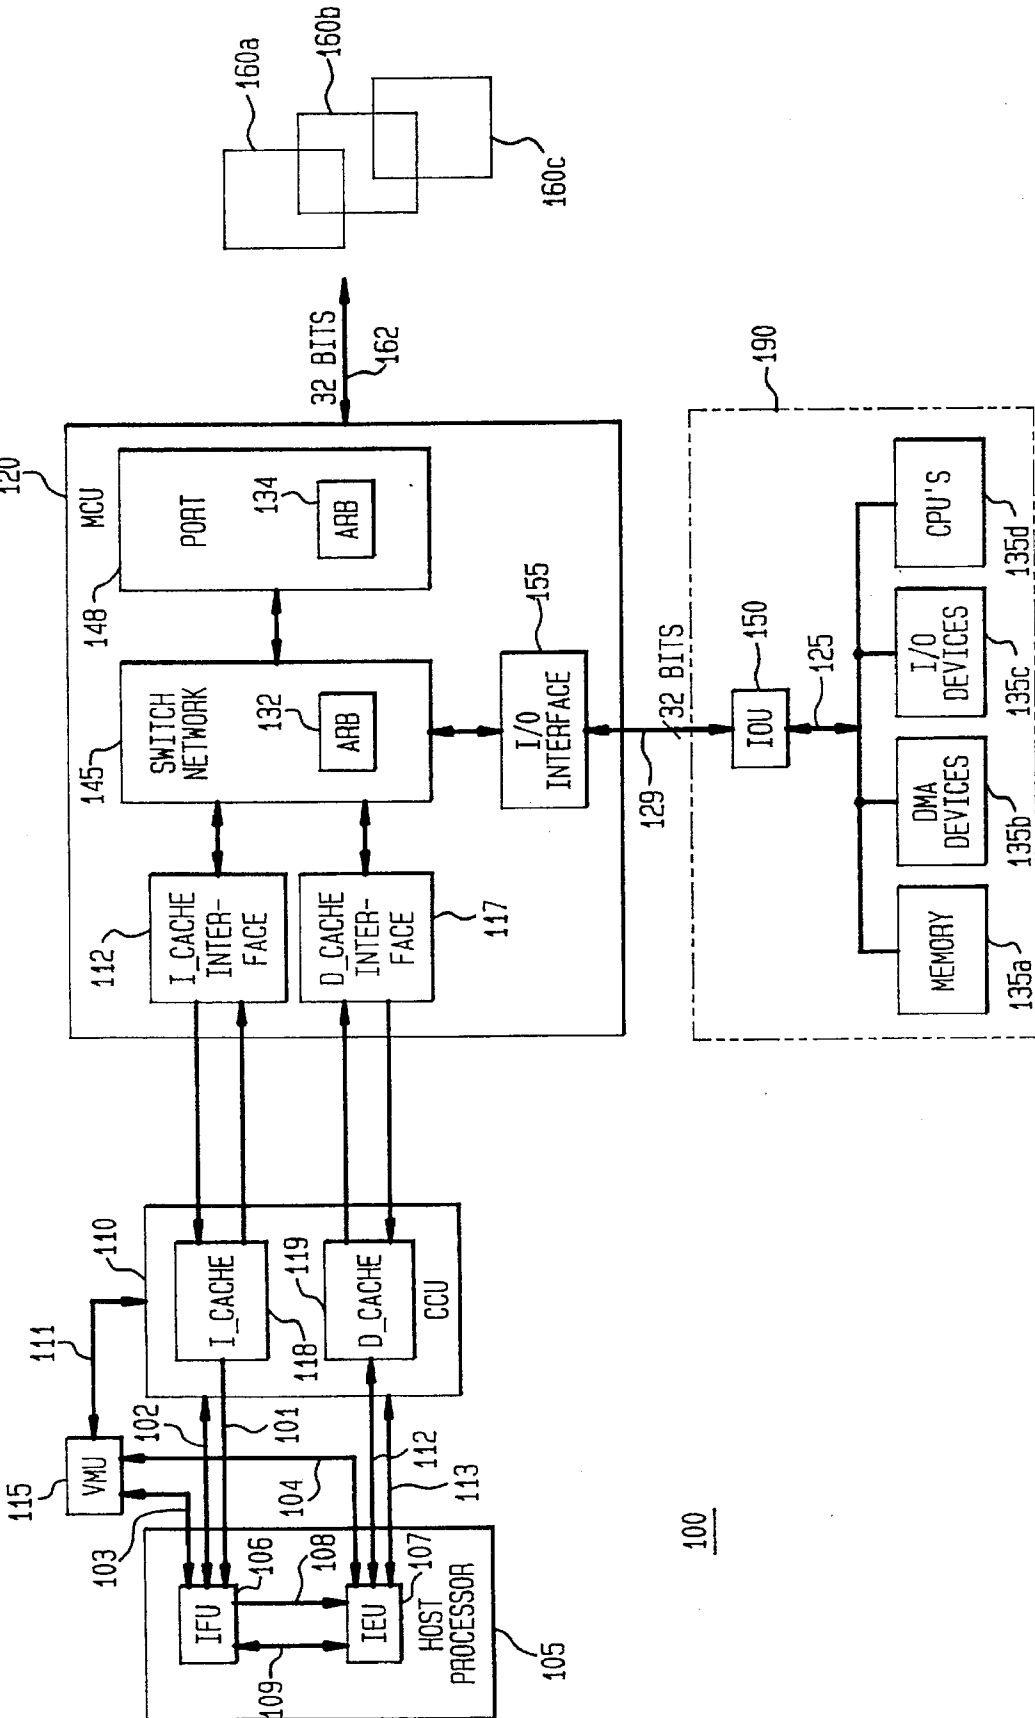 120
MCU
148
PORT
134
ARB
145
SWITCH
NETWORK
132
ARB
112
I_CACHE
INTER-
FACE
D_CACHE
INTER-
FACE
117
I/O
INTERFACE
155
160a
160b
160c
32 BITS
162
110
111
115
VMU
I_CACHE
118
119
D_CACHE
CCU
102
101
103
104
112
113
IFU
106
108
109
IEU
107
HOST
PROCESSOR
105
129
32 BITS
190
IOU
150
125
MEMORY
135a
DMA
DEVICES
135b
I/O
DEVICES
135c
CPU'S
135d
100